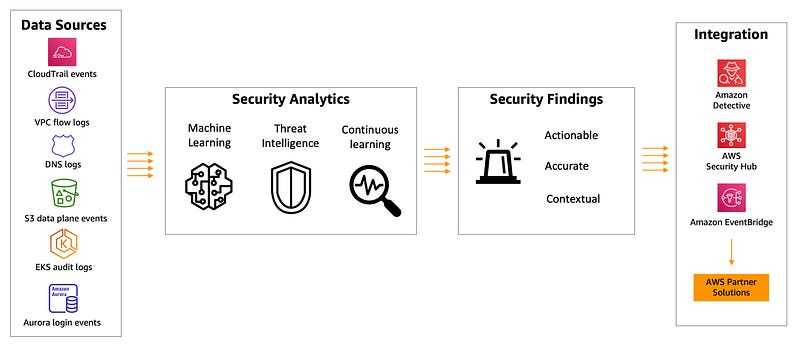 Data Sources
CloudTrail events
VPC flow logs
DNS logs
S3 data plane events
EKS audit logs
Amazon
Aurora
Aurora login events
Security Analytics
Machine
Learning
Threat
Intelligence
Continuous
learning
Security Findings
Actionable
Accurate
Contextual
Integration
Amazon
Detective
AWS
Security Hub
Amazon EventBridge
AWS Partner
Solutions